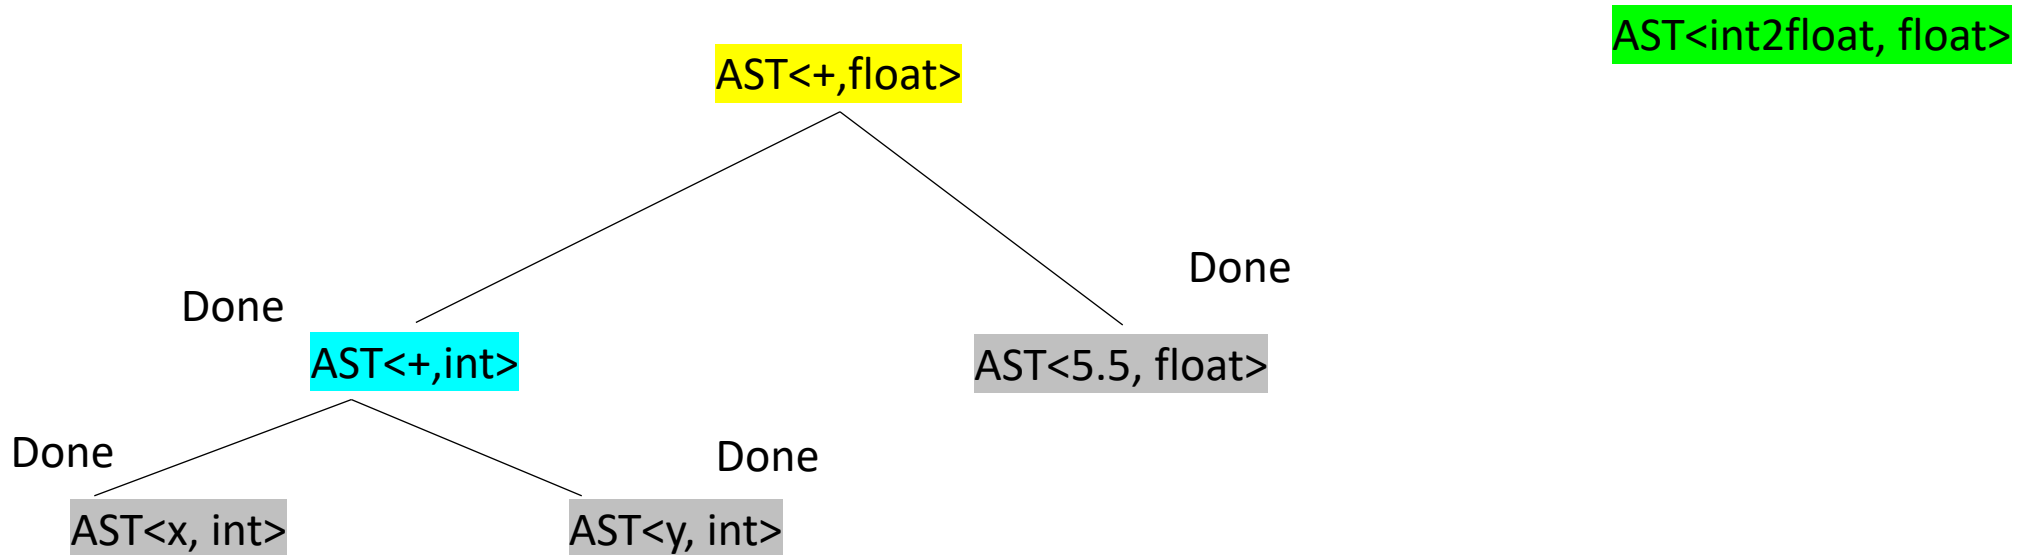 AST<int2float, float>
AST<+,float>
Done
Done
AST<+,int>
AST<5.5, float>
Done
Done
AST<x, int>
AST<y, int>